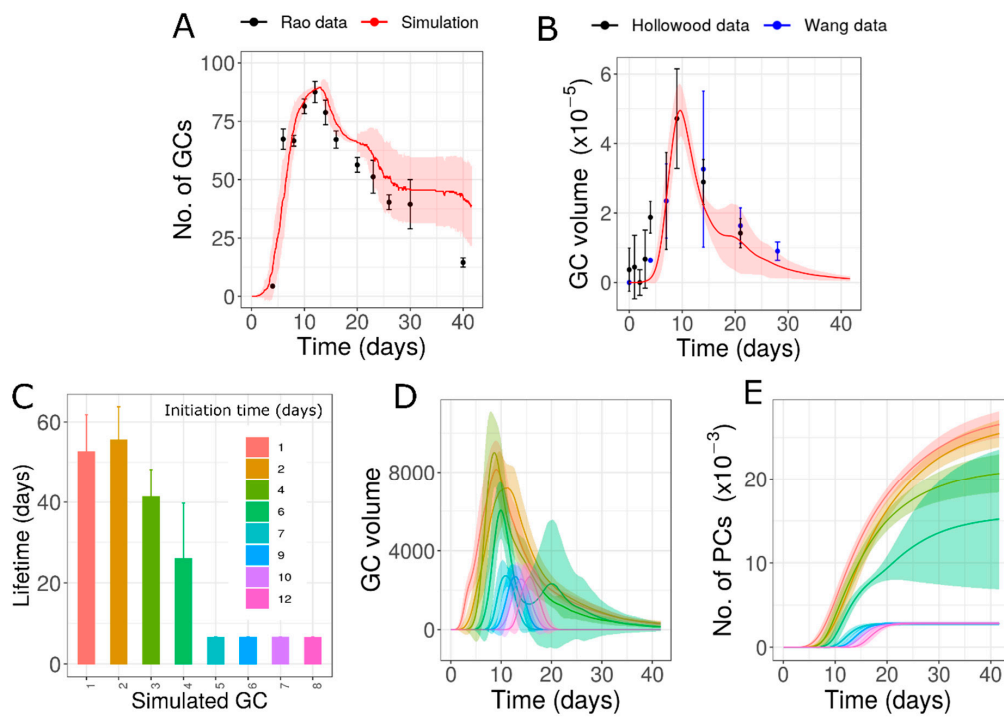 A
Rao data Simulation
No. of GCs
100
75
50
25
0
0 10 20 30 40
Time (days)
B
Hollowood data Wang data
GC volume (x10⁻⁵)
6
4
2
0
0 10 20 30 40
Time (days)
C
Initiation time (days)
1
2
4
6
7
9
10
12
Lifetime (days)
60
40
20
0
1 2 3 4 5 6 7 8
Simulated GC
D
GC volume
8000
4000
0
0 10 20 30 40
Time (days)
E
No. of PCs (x10⁻³)
20
10
0
0 10 20 30 40
Time (days)